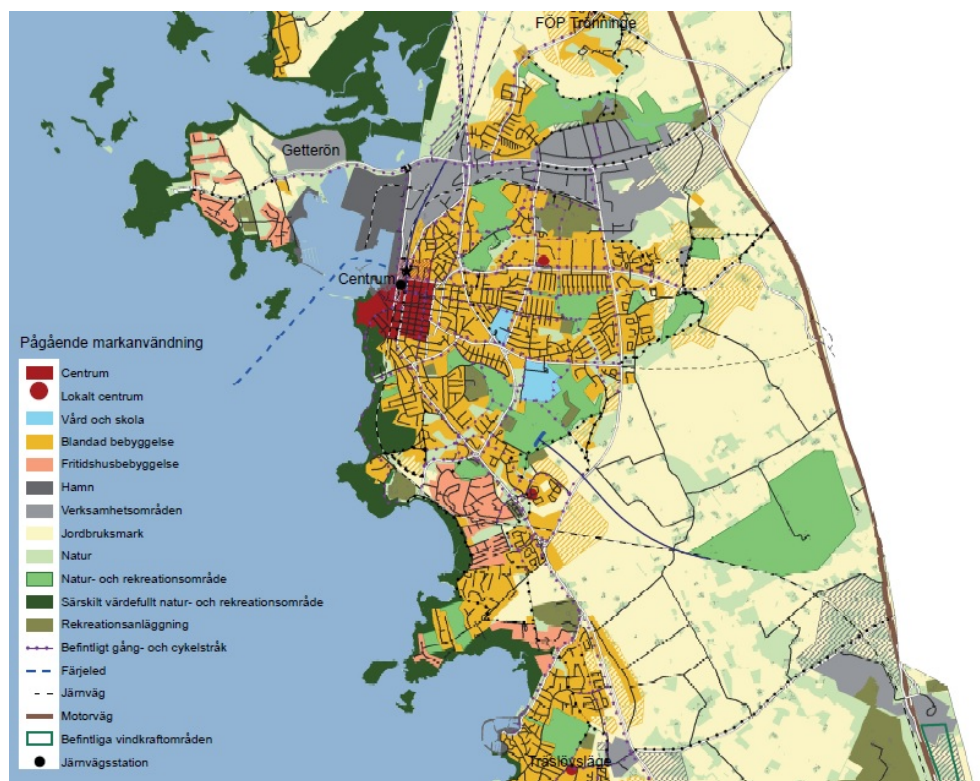 FÖP Trönninge
Getterön
Centrum
Pågående markanvändning
Centrum
Lokalt centrum
Vård och skola
Blandad bebyggelse
Fritidshusbebyggelse
Hamn
Verksamhetsområden
Jordbruksmark
Natur
Natur- och rekreationsområde
Särskilt värdefullt natur- och rekreationsområde
Rekreationsanläggning
Befintligt gång- och cykelstråk
Färjeled
Järnväg
Motorväg
Befintliga vindkraftområden
Järnvägsstation
Träslövsläge